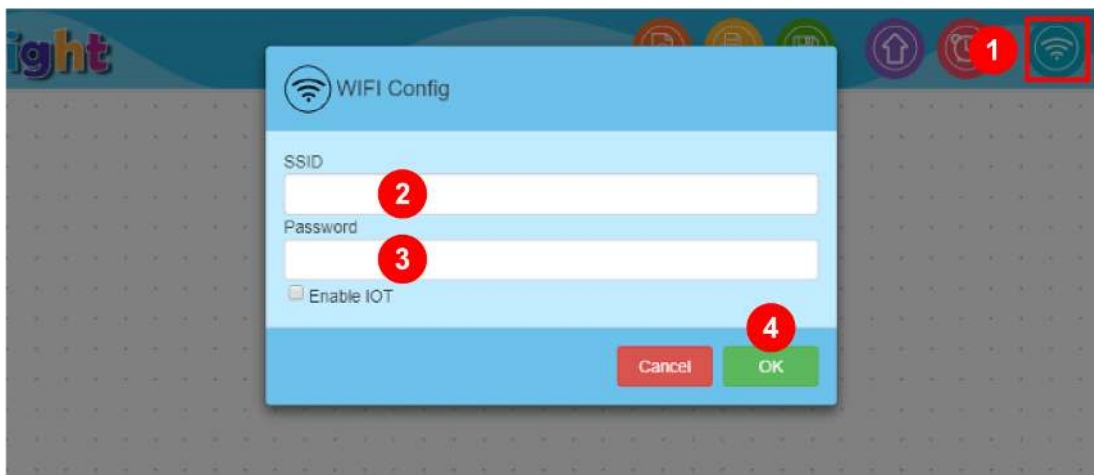 ight
1
WIFI Config
SSID
2
Password
3
Enable IOT
4
Cancel
OK